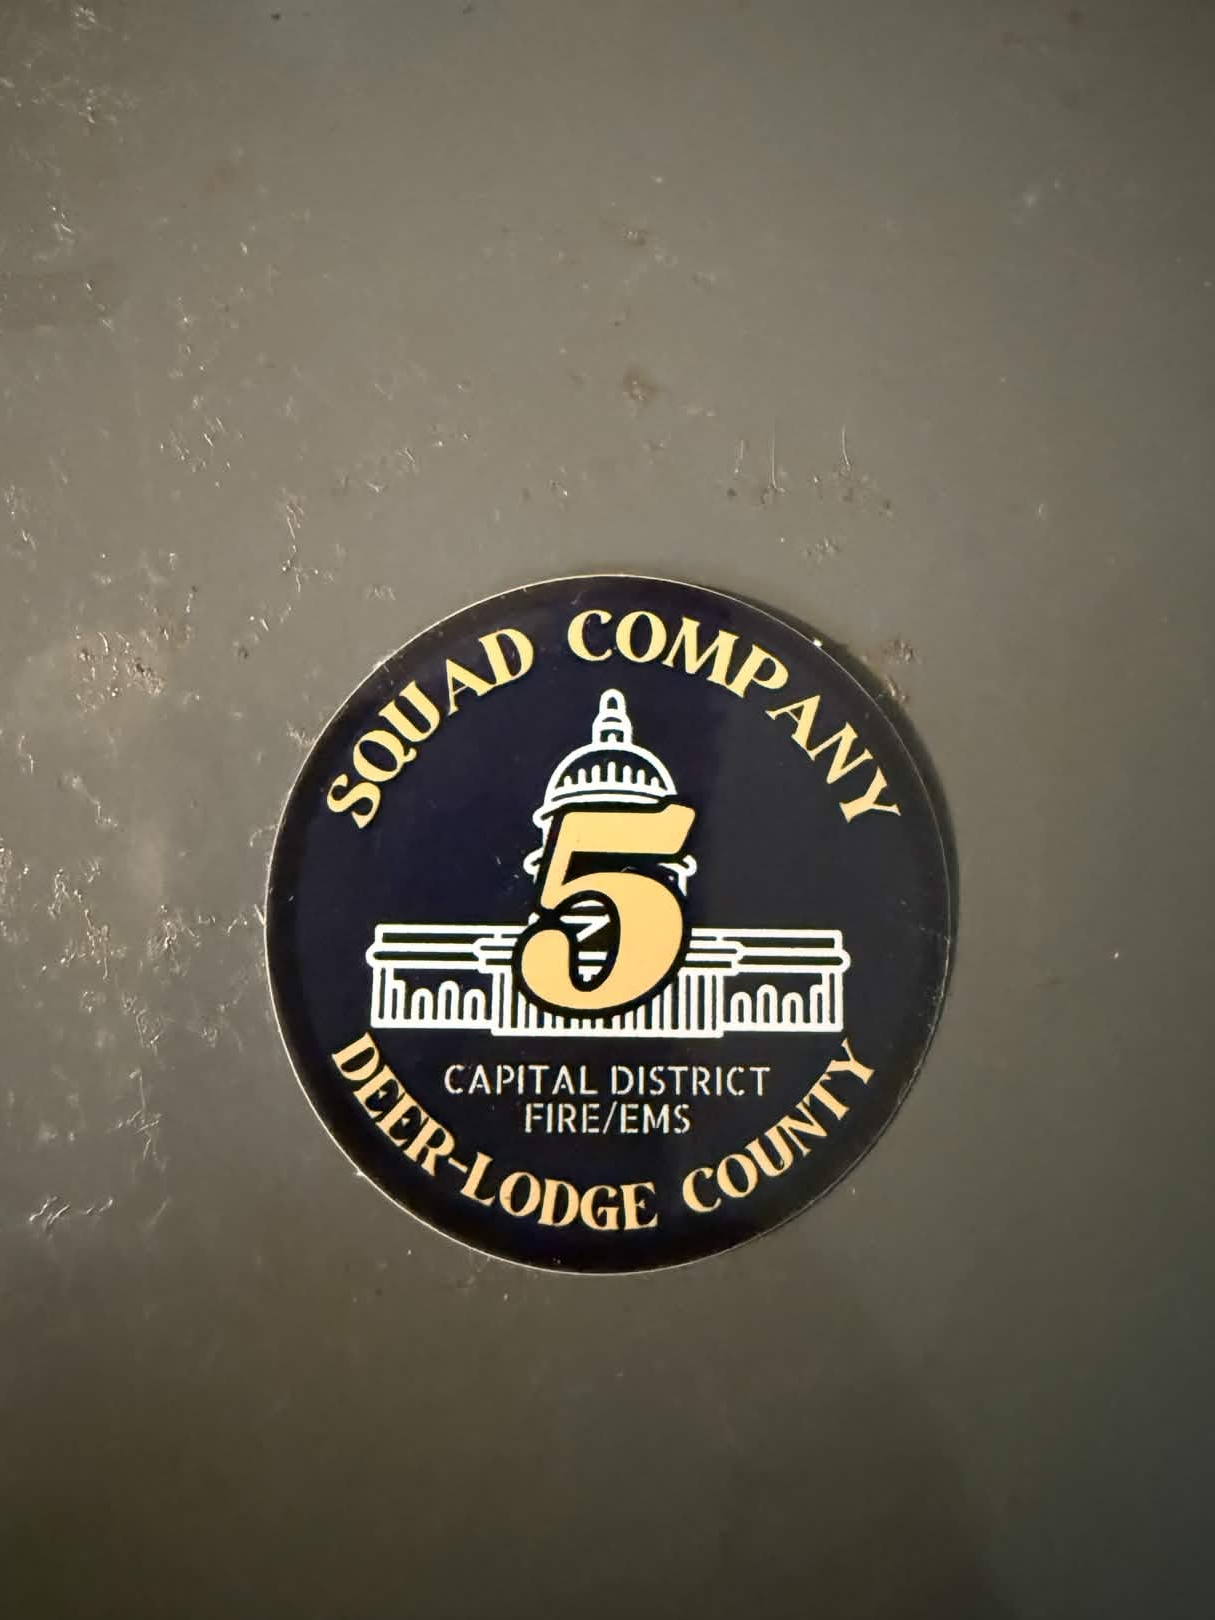 SQUAD COMPANY
5
CAPITAL DISTRICT
FIRE/EMS
DEER-LODGE COUNTY